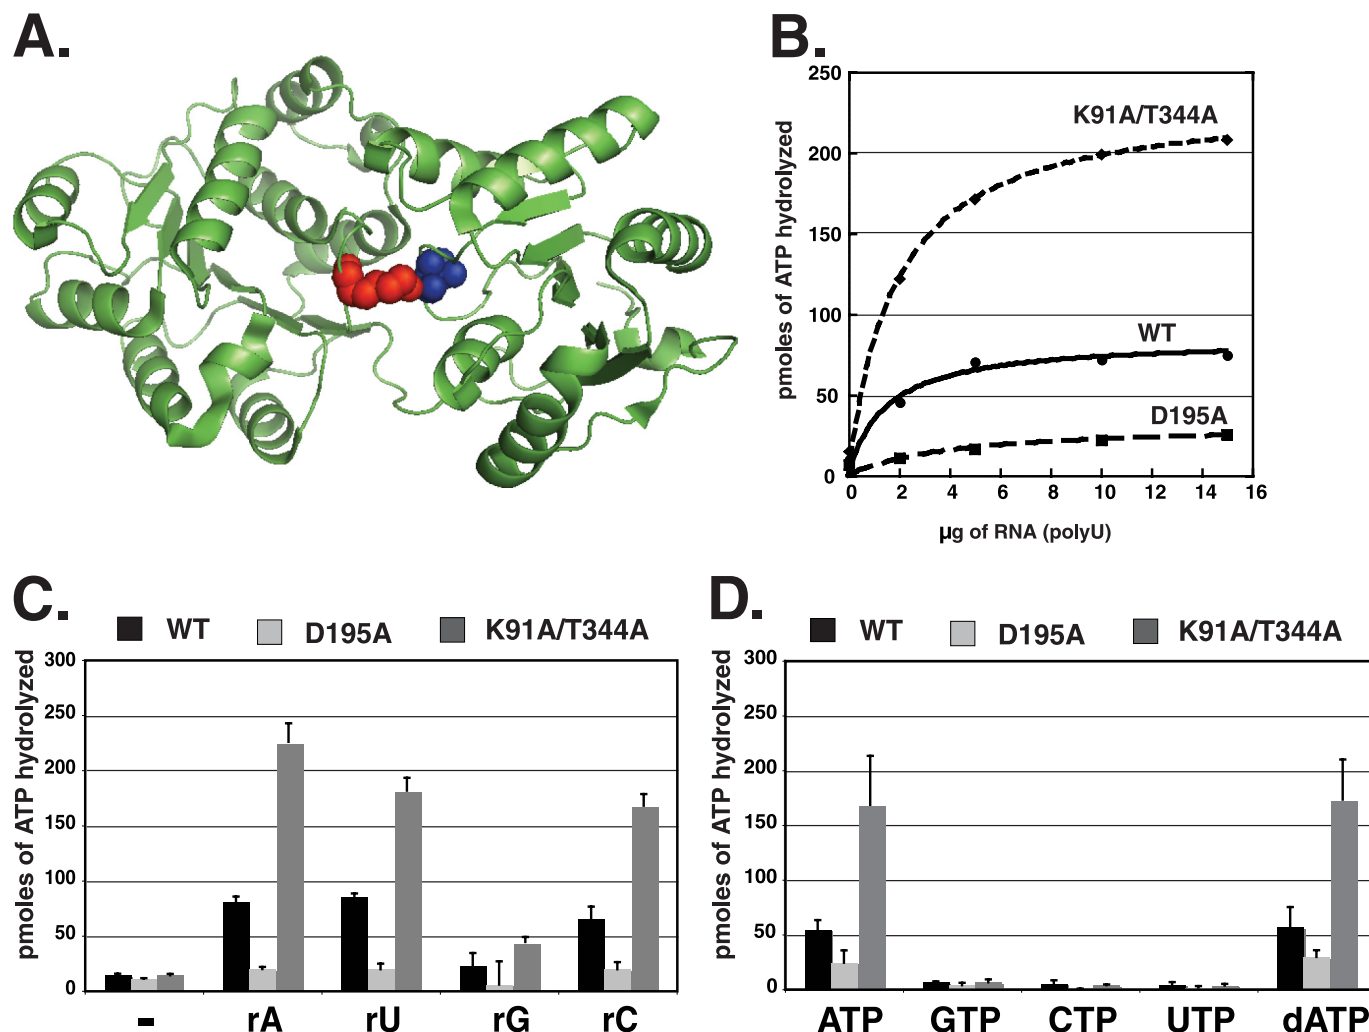 A.
B.
250
200
150
100
50
0
pmoles of ATP hydrolyzed
K91A/T344A
WT
D195A
0 2 4 6 8 10 12 14 16
µg of RNA (polyU)
C.
WT D195A K91A/T344A
300
250
200
150
100
50
0
pmoles of ATP hydrolyzed
- rA rU rG rC
D.
WT D195A K91A/T344A
300
250
200
150
100
50
0
pmoles of ATP hydrolyzed
ATP GTP CTP UTP dATP